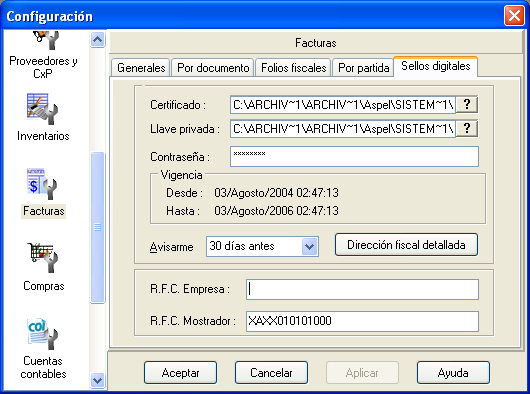 Configuración
Proveedores y
CxP
Inventarios
Facturas
Compras
Cuentas
contables
Facturas
Generales
Por documento
Folios fiscales
Por partida
Sellos digitales
Certificado :
C:\ARCHIV~1\ARCHIV~1\Aspel\SISTEM~1\
?
Llave privada :
C:\ARCHIV~1\ARCHIV~1\Aspel\SISTEM~1\
?
Contraseña :
********
Vigencia
Desde : 03/Agosto/2004 02:47:13
Hasta : 03/Agosto/2006 02:47:13
Avisarme
30 días antes
Dirección fiscal detallada
R.F.C. Empresa :
R.F.C. Mostrador :
XAXX010101000
Aceptar
Cancelar
Aplicar
Ayuda